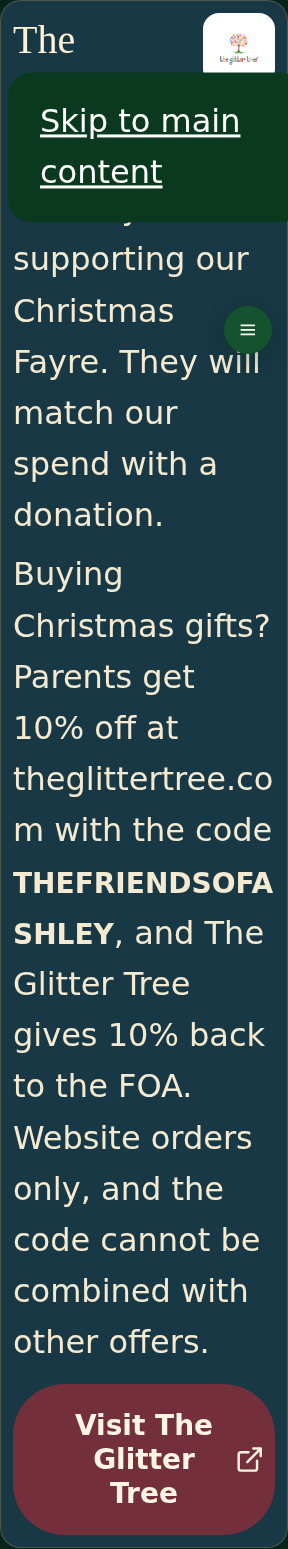 The
the glitter tree
Skip to main
content
supporting our
Christmas
Fayre. They will
match our
spend with a
donation.
Buying
Christmas gifts?
Parents get
10% off at
theglittertree.co
m with the code
THEFRIENDSOFA
SHLEY, and The
Glitter Tree
gives 10% back
to the FOA.
Website orders
only, and the
code cannot be
combined with
other offers.
Visit The
Glitter
Tree